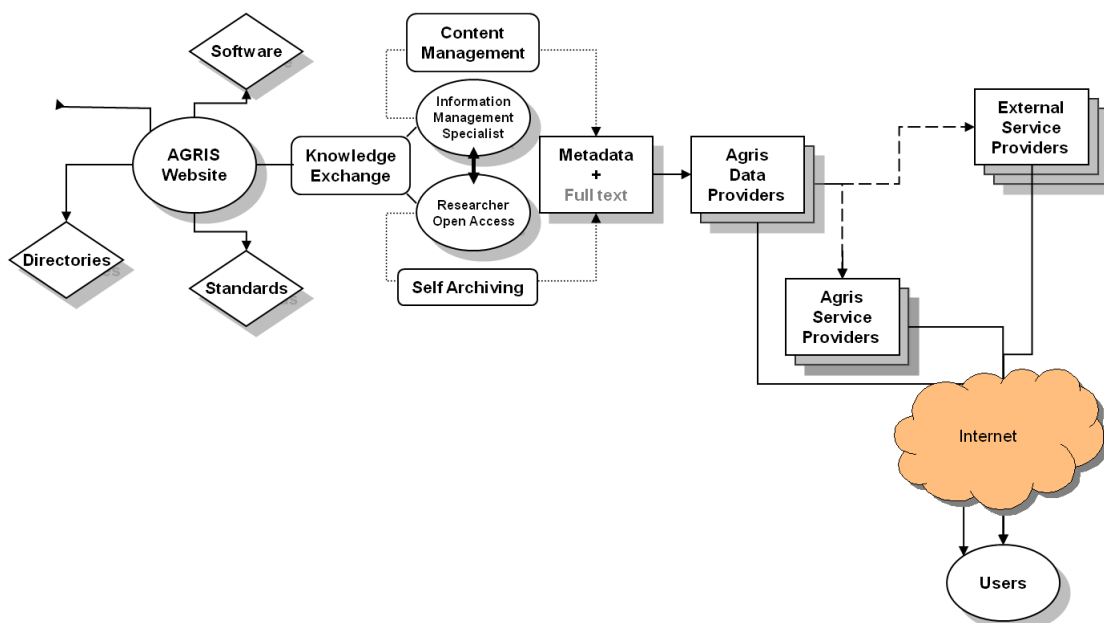 Software
Content
Management
Information
Management
Specialist
External
Service
Providers
AGRIS
Website
Knowledge
Exchange
Metadata
+
Full text
Agris
Data
Providers
Researcher
Open Access
Directories
Standards
Self Archiving
Agris
Service
Providers
Internet
Users